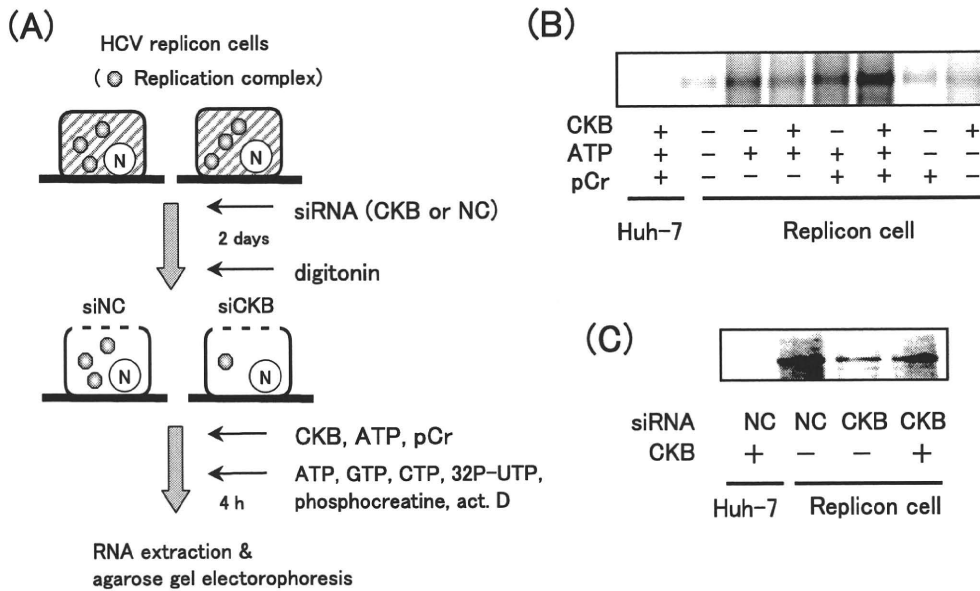 (A)
HCV replicon cells
( Replication complex)
N
N
siRNA (CKB or NC)
2 days
digitonin
siNC
siCKB
N
N
CKB, ATP, pCr
ATP, GTP, CTP, 32P-UTP,
4 h
phosphocreatine, act. D
RNA extraction &
agarose gel electorophoresis
(B)
CKB + − − + − + − +
ATP + − + + + + − −
pCr + − − − + + + −
Huh-7 Replicon cell
(C)
siRNA NC NC CKB CKB
CKB + − − +
Huh-7 Replicon cell